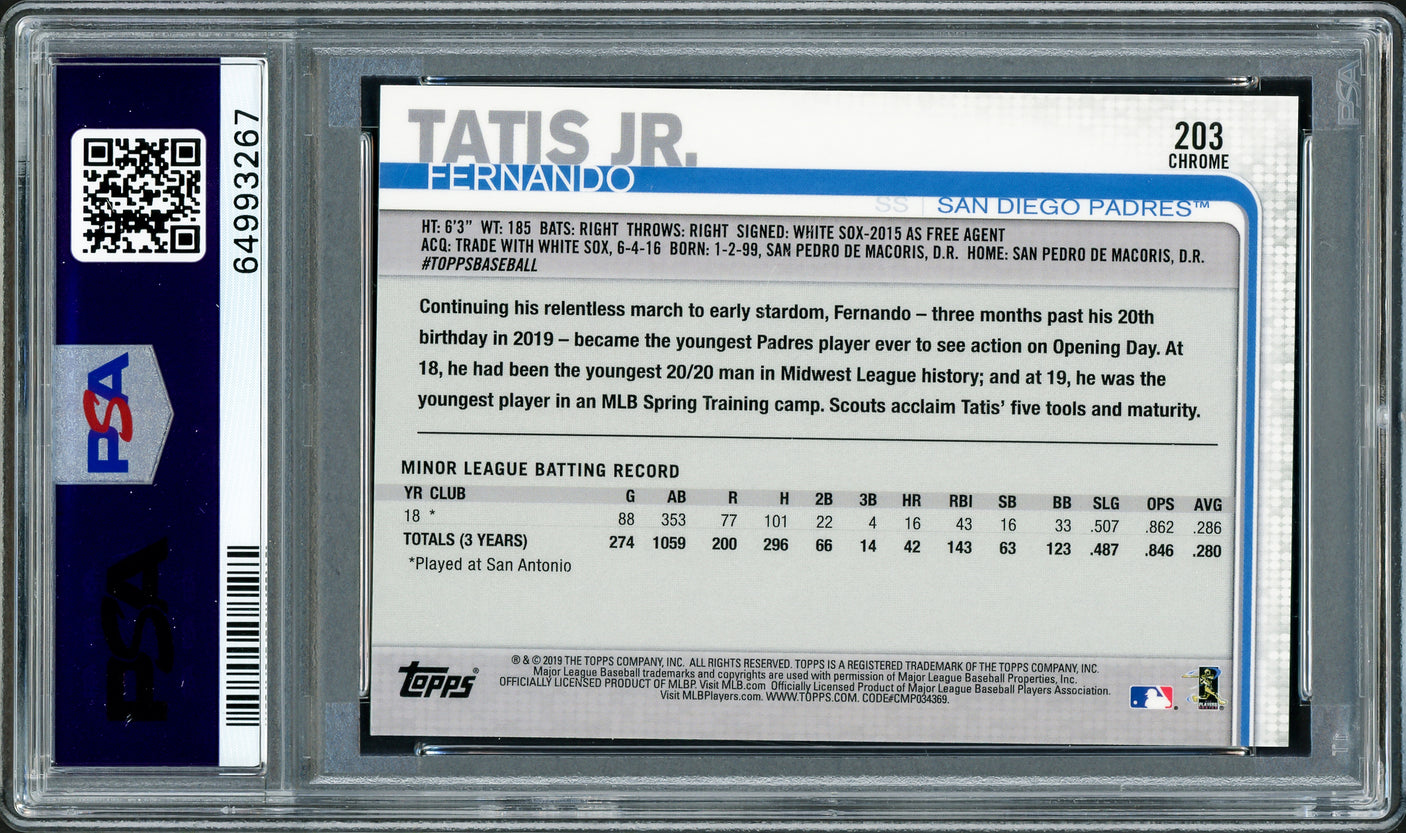 64993267
PSA
PSA
PSA
TATIS JR.
FERNANDO
203
CHROME
SS | SAN DIEGO PADRES™
HT: 6'3" WT: 185 BATS: RIGHT THROWS: RIGHT SIGNED: WHITE SOX-2015 AS FREE AGENT
ACQ: TRADE WITH WHITE SOX, 6-4-16 BORN: 1-2-99, SAN PEDRO DE MACORIS, D.R. HOME: SAN PEDRO DE MACORIS, D.R.
#TOPPSBASEBALL
Continuing his relentless march to early stardom, Fernando – three months past his 20th
birthday in 2019 – became the youngest Padres player ever to see action on Opening Day. At
18, he had been the youngest 20/20 man in Midwest League history; and at 19, he was the
youngest player in an MLB Spring Training camp. Scouts acclaim Tatis' five tools and maturity.
MINOR LEAGUE BATTING RECORD
YR CLUB G AB R H 2B 3B HR RBI SB BB SLG OPS AVG
18 * 88 353 77 101 22 4 16 43 16 33 .507 .862 .286
TOTALS (3 YEARS) 274 1059 200 296 66 14 42 143 63 123 .487 .846 .280
*Played at San Antonio
Topps®
® & © 2019 THE TOPPS COMPANY, INC. ALL RIGHTS RESERVED. TOPPS IS A REGISTERED TRADEMARK OF THE TOPPS COMPANY, INC.
Major League Baseball trademarks and copyrights are used with permission of Major League Baseball Properties, Inc.
OFFICIALLY LICENSED PRODUCT OF MLBP. Visit MLB.com Officially Licensed Product of Major League Baseball Players Association.
Visit MLBPlayers.com. WWW.TOPPS.COM. CODE#CMP034369.
PLAYERS